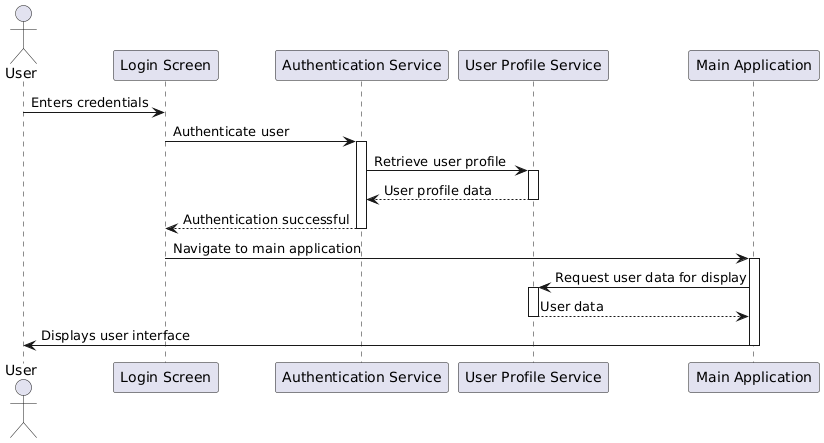 User
Login Screen
Authentication Service
User Profile Service
Main Application
Enters credentials
Authenticate user
Retrieve user profile
User profile data
Authentication successful
Navigate to main application
Request user data for display
User data
Displays user interface
User
Login Screen
Authentication Service
User Profile Service
Main Application